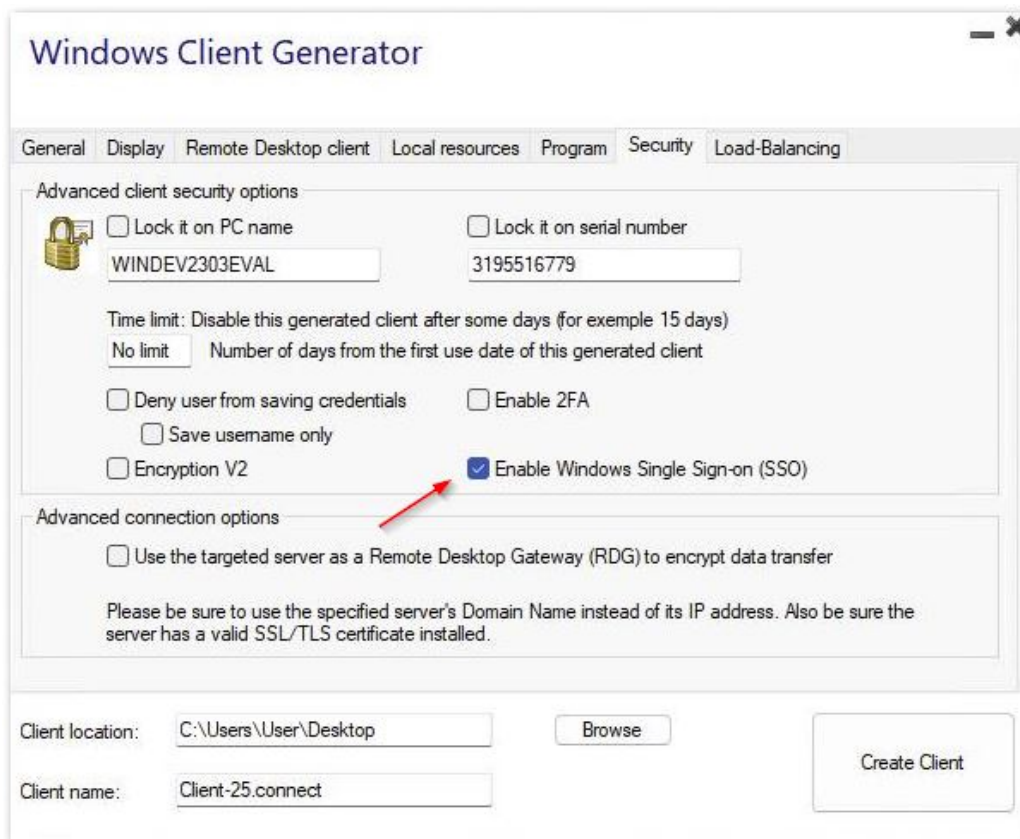 Windows Client Generator
General Display Remote Desktop client Local resources Program Security Load-Balancing
Advanced client security options
Lock it on PC name Lock it on serial number
WINDEV2303EVAL 3195516779
Time limit: Disable this generated client after some days (for exemple 15 days)
No limit Number of days from the first use date of this generated client
Deny user from saving credentials Enable 2FA
Save username only
Encryption V2 Enable Windows Single Sign-on (SSO)
Advanced connection options
Use the targeted server as a Remote Desktop Gateway (RDG) to encrypt data transfer
Please be sure to use the specified server's Domain Name instead of its IP address. Also be sure the
server has a valid SSL/TLS certificate installed.
Client location: C:\Users\User\Desktop Browse
Create Client
Client name: Client-25.connect